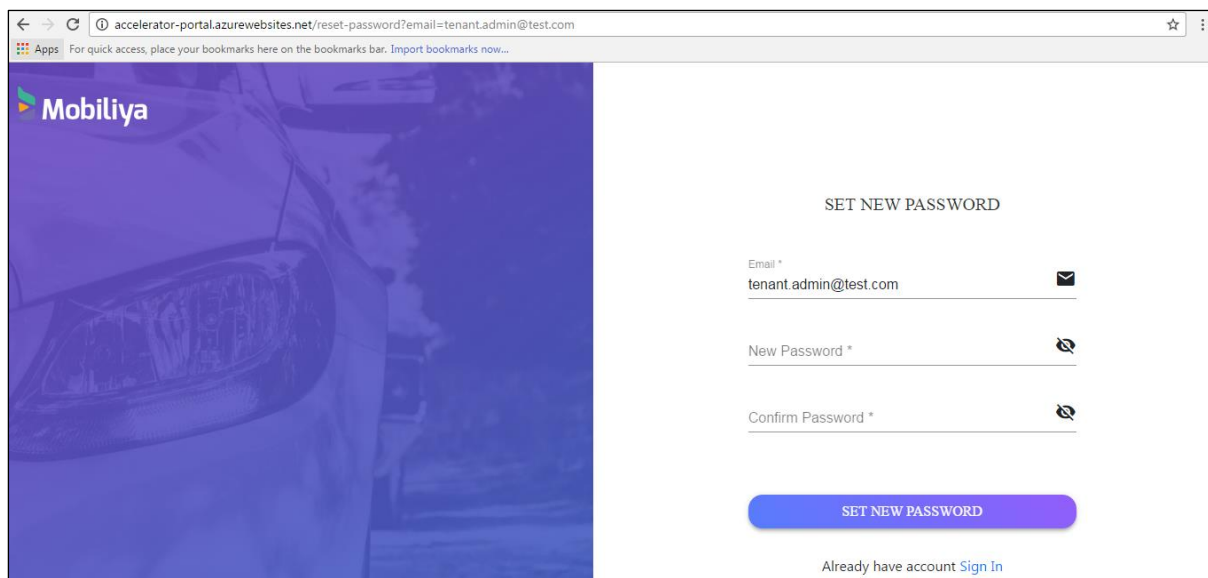 accelerator-portal.azurewebsites.net/reset-password?email=tenant.admin@test.com
Apps For quick access, place your bookmarks here on the bookmarks bar. Import bookmarks now...
Mobiliya
SET NEW PASSWORD
Email *
tenant.admin@test.com
New Password *
Confirm Password *
SET NEW PASSWORD
Already have account Sign In